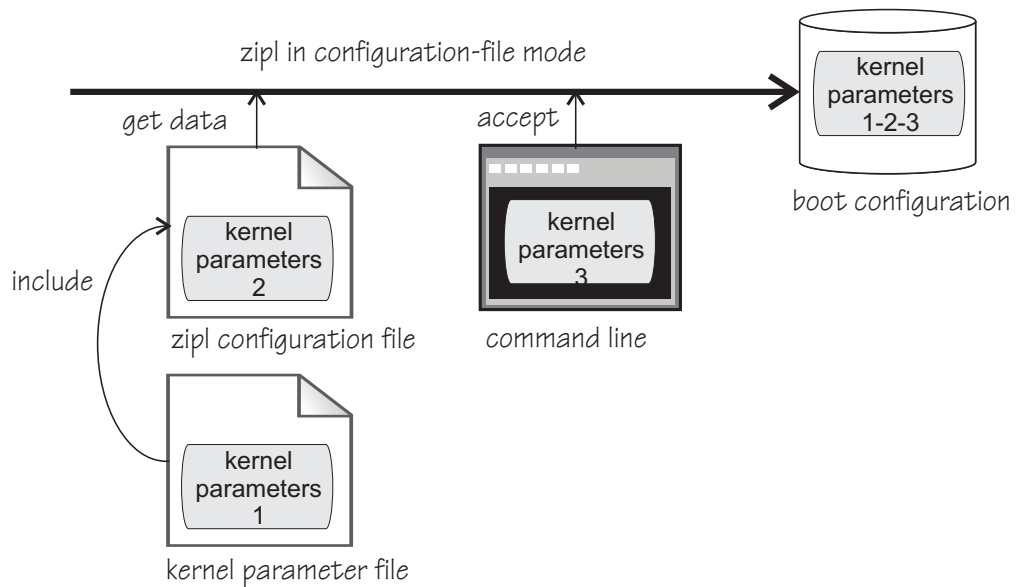 zipl in configuration-file mode
kernel
parameters
1-2-3
boot configuration
get data
accept
kernel
parameters
2
zipl configuration file
kernel
parameters
3
command line
include
kernel
parameters
1
kernel parameter file